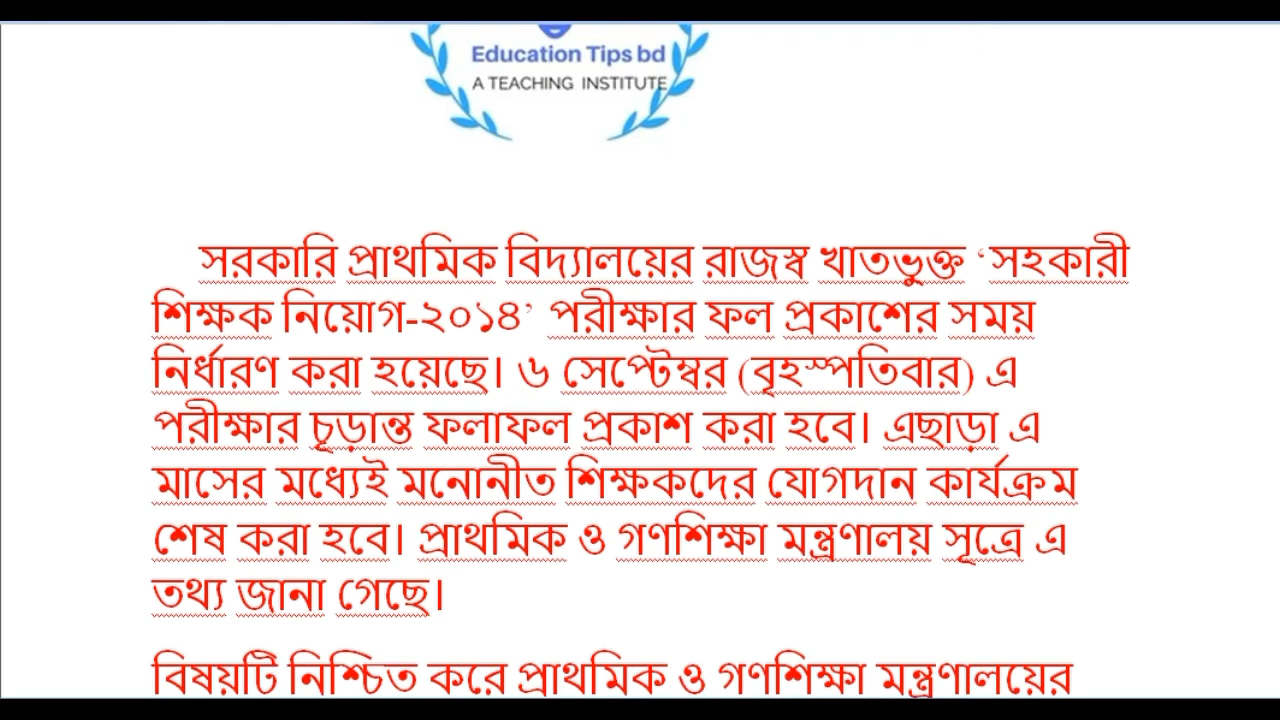 Education Tips bd
A TEACHING INSTITUTE
সরকারি প্রাথমিক বিদ্যালয়ের রাজস্ব খাতভুক্ত ‘সহকারী
শিক্ষক নিয়োগ-২০১৪’ পরীক্ষার ফল প্রকাশের সময়
নির্ধারণ করা হয়েছে। ৬ সেপ্টেম্বর (বৃহস্পতিবার) এ
পরীক্ষার চূড়ান্ত ফলাফল প্রকাশ করা হবে। এছাড়া এ
মাসের মধ্যেই মনোনীত শিক্ষকদের যোগদান কার্যক্রম
শেষ করা হবে। প্রাথমিক ও গণশিক্ষা মন্ত্রণালয় সূত্রে এ
তথ্য জানা গেছে।
বিষয়টি নিশ্চিত করে প্রাথমিক ও গণশিক্ষা মন্ত্রণালয়ের